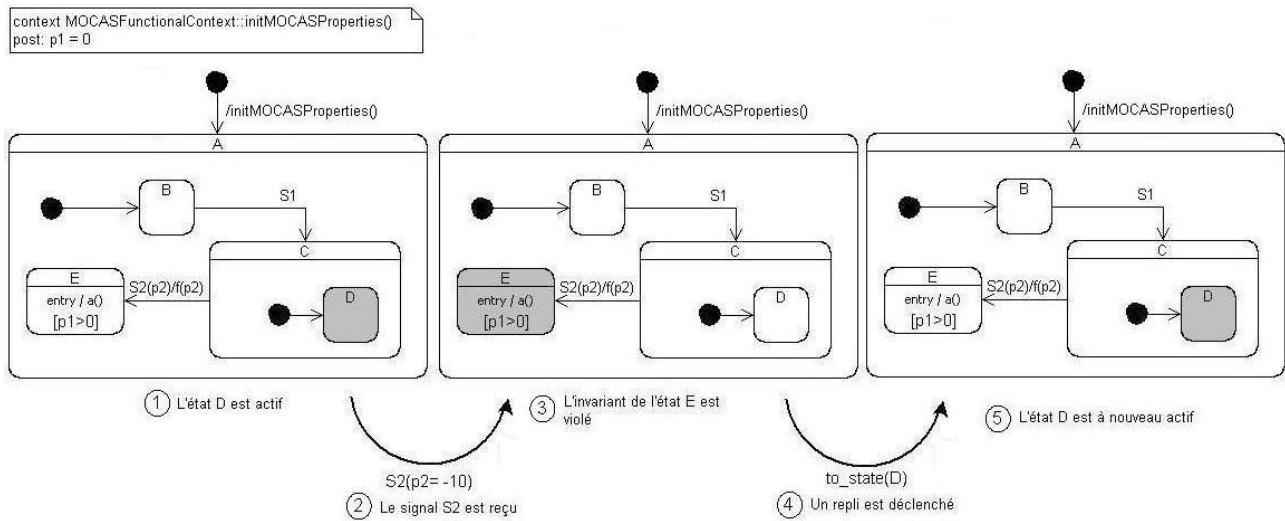 context MOCASFunctionalContext::initMOCASProperties()
post: p1 = 0
/initMOCASProperties()
A
B
S1
C
E
entry / a()
[p1>0]
S2(p2)/f(p2)
D
1 L'état D est actif
/initMOCASProperties()
A
B
S1
C
E
entry / a()
[p1>0]
S2(p2)/f(p2)
D
3 L'invariant de l'état E est
violé
/initMOCASProperties()
A
B
S1
C
E
entry / a()
[p1>0]
S2(p2)/f(p2)
D
5 L'état D est à nouveau actif
S2(p2= -10)
2 Le signal S2 est reçu
to_state(D)
4 Un repli est déclenché